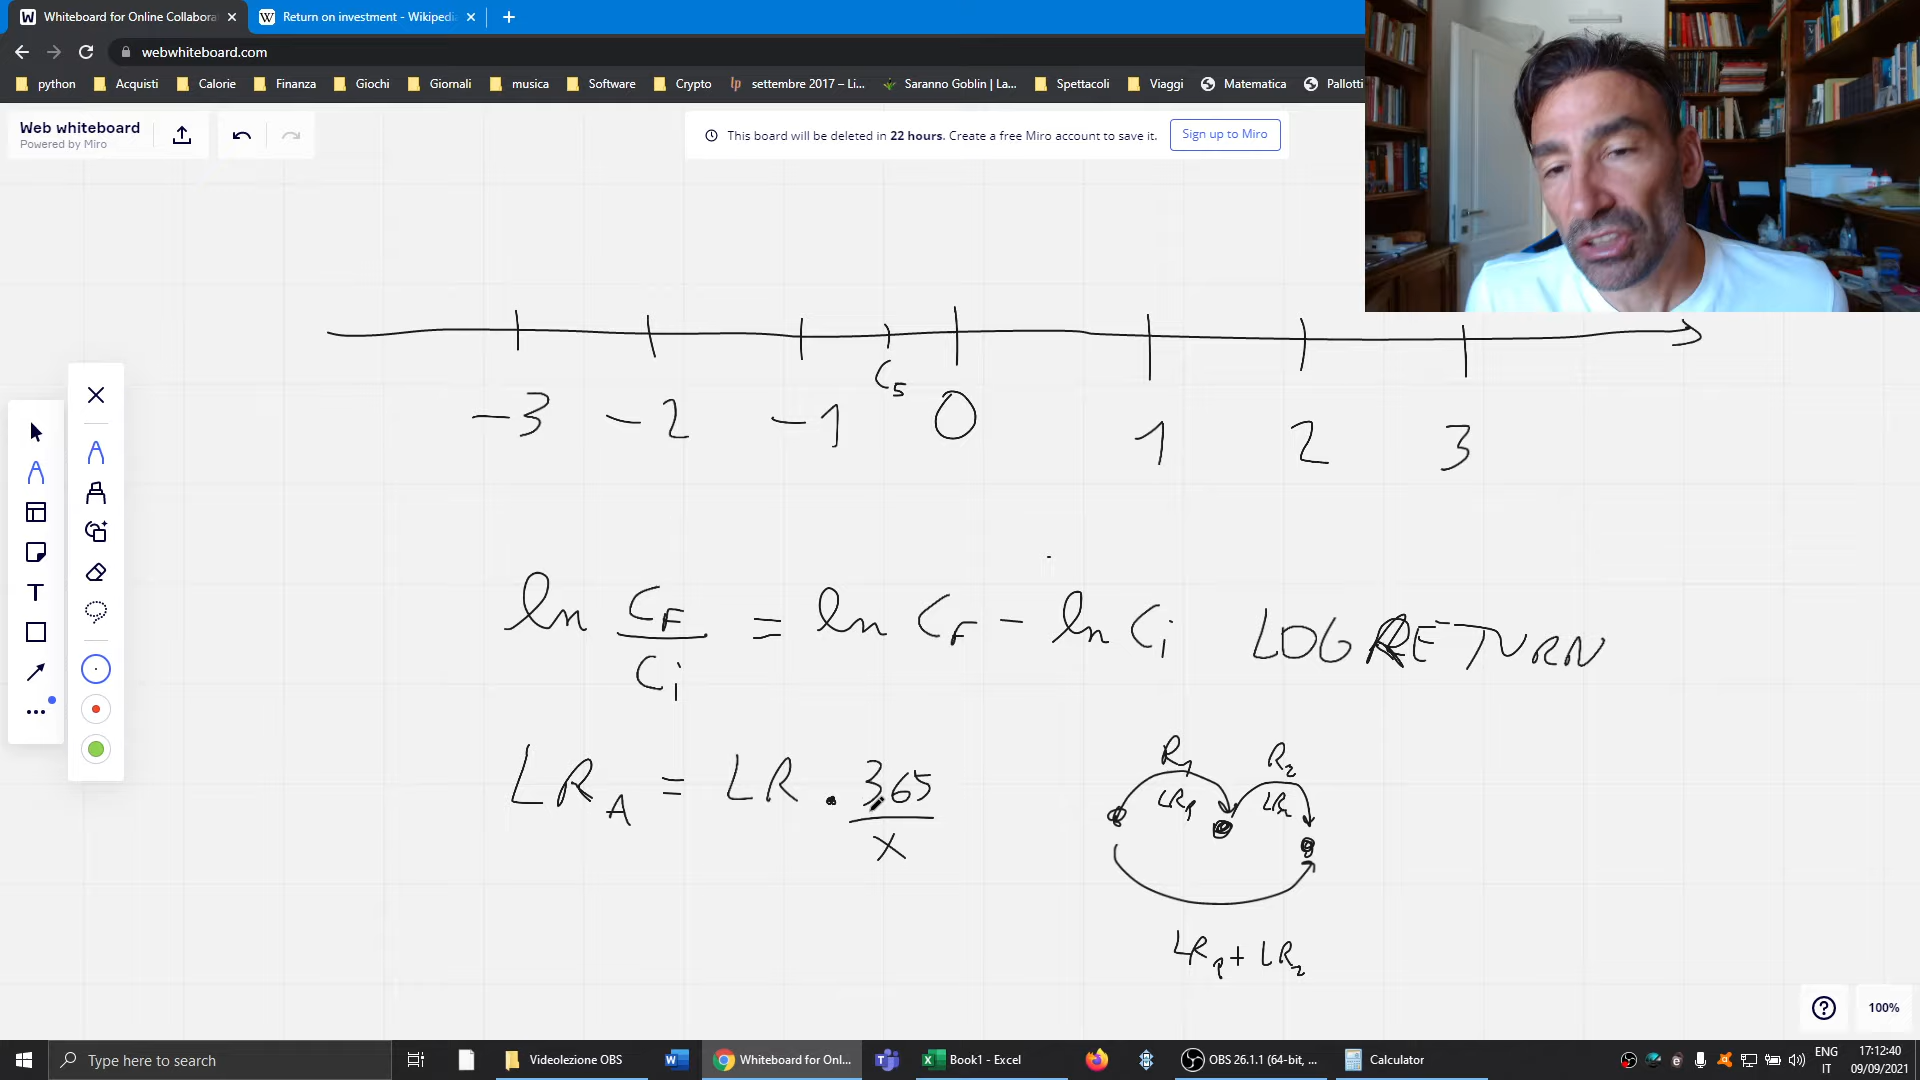 Whiteboard for Online Collabora
Return on investment - Wikipedi
webwhiteboard.com
python Acquisti Calorie Finanza Giochi Giornali musica Software Crypto settembre 2017 – Li... Saranno Goblin | La... Spettacoli Viaggi Matematica Pallotti
Web whiteboard
Powered by Miro
This board will be deleted in 22 hours. Create a free Miro account to save it. Sign up to Miro
C5
-3 -2 -1 0 1 2 3
ln CF/Ci = ln CF - ln Ci LOGRETURN
LRA = LR . 365/x
R1 R2
LR1 LR2
LR1 + LR2
100%
Type here to search
Videolezione OBS
Whiteboard for Onl...
Book1 - Excel
OBS 26.1.1 (64-bit, ...
Calculator
ENG
IT
17:12:40
09/09/2021